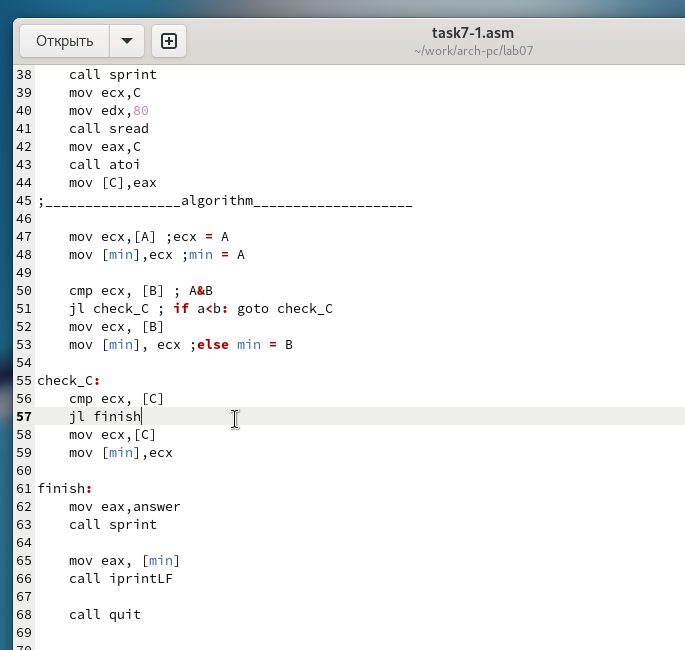 Открыть
task7-1.asm
~/work/arch-pc/lab07
38 call sprint
39 mov ecx,C
40 mov edx,80
41 call sread
42 mov eax,C
43 call atoi
44 mov [C],eax
45 ;_________________algorithm____________________
46
47 mov ecx,[A] ;ecx = A
48 mov [min],ecx ;min = A
49
50 cmp ecx, [B] ; A&B
51 jl check_C ; if a<b: goto check_C
52 mov ecx, [B]
53 mov [min], ecx ;else min = B
54
55 check_C:
56 cmp ecx, [C]
57 jl finish
58 mov ecx,[C]
59 mov [min],ecx
60
61 finish:
62 mov eax,answer
63 call sprint
64
65 mov eax, [min]
66 call iprintLF
67
68 call quit
69
70